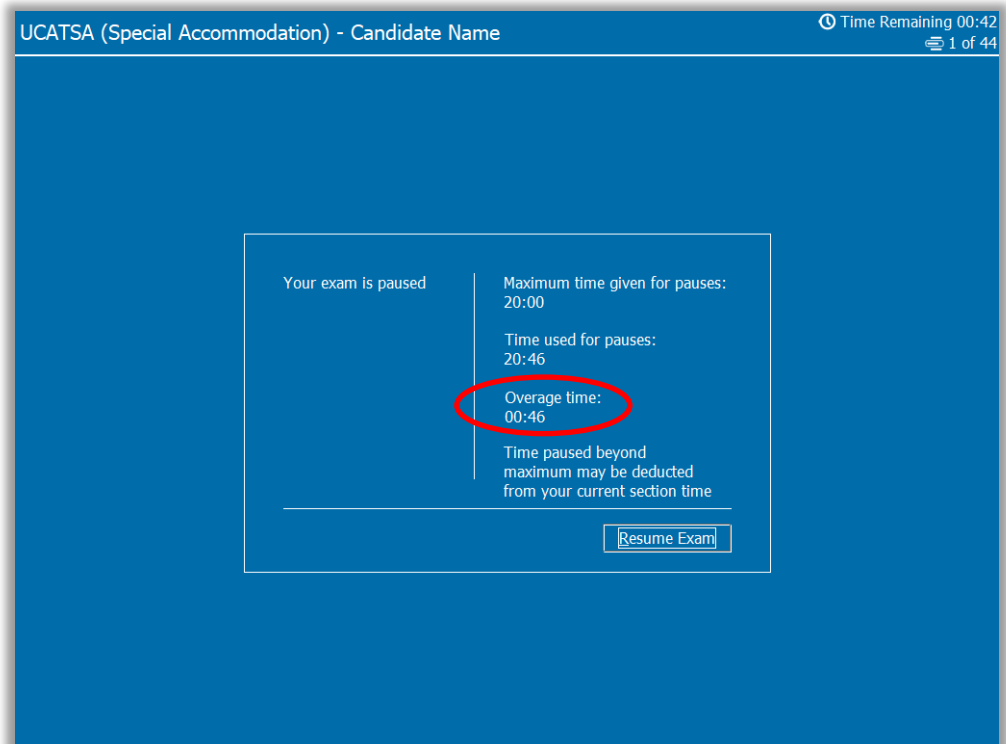 UCATSA (Special Accommodation) - Candidate Name
Time Remaining 00:42
1 of 44
Your exam is paused
Maximum time given for pauses:
20:00
Time used for pauses:
20:46
Overage time:
00:46
Time paused beyond
maximum may be deducted
from your current section time
Resume Exam